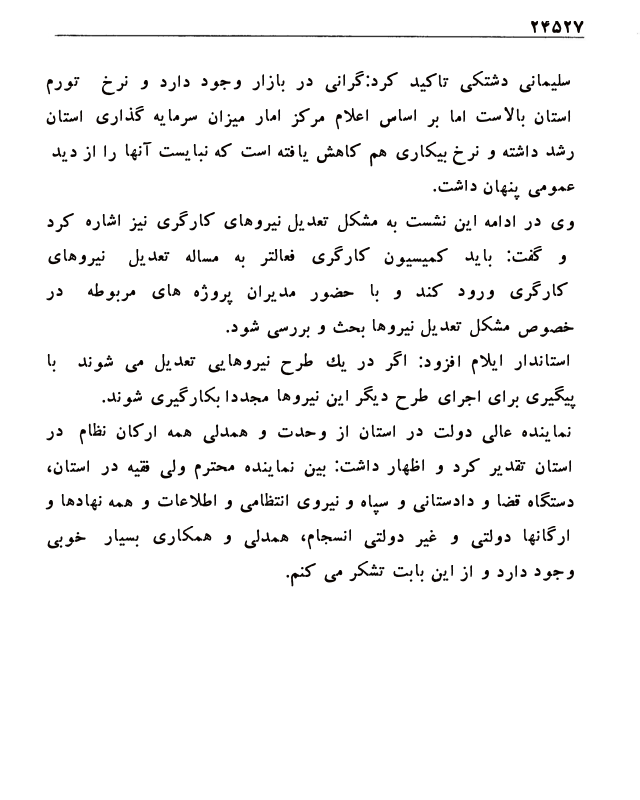 ۲۴۵۲۷
سلیمانی دشتکی تاکید کرد:گرانی در بازار وجود دارد و نرخ تورم
استان بالاست اما بر اساس اعلام مرکز امار میزان سرمایه گذاری استان
رشد داشته و نرخ بیکاری هم کاهش یافته است که نبایست آنها را از دید
عمومی پنهان داشت.
وی در ادامه این نشست به مشکل تعدیل نیروهای کارگری نیز اشاره کرد
و گفت: باید کمیسیون کارگری فعالتر به مساله تعدیل نیروهای
کارگری ورود کند و با حضور مدیران پروژه های مربوطه در
خصوص مشکل تعدیل نیروها بحث و بررسی شود.
استاندار ایلام افزود: اگر در یك طرح نیروهایی تعدیل می شوند با
پیگیری برای اجرای طرح دیگر این نیروها مجددا بکارگیری شوند.
نماینده عالی دولت در استان از وحدت و همدلی همه ارکان نظام در
استان تقدیر کرد و اظهار داشت: بین نماینده محترم ولی فقیه در استان،
دستگاه قضا و دادستانی و سپاه و نیروی انتظامی و اطلاعات و همه نهادها و
ارگانها دولتی و غیر دولتی انسجام، همدلی و همکاری بسیار خوبی
وجود دارد و از این بابت تشکر می کنم.